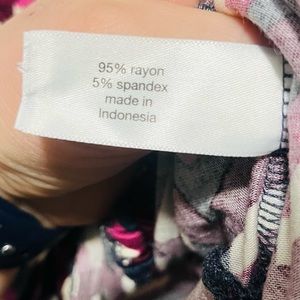 95% rayon
5% spandex
made in
Indonesia